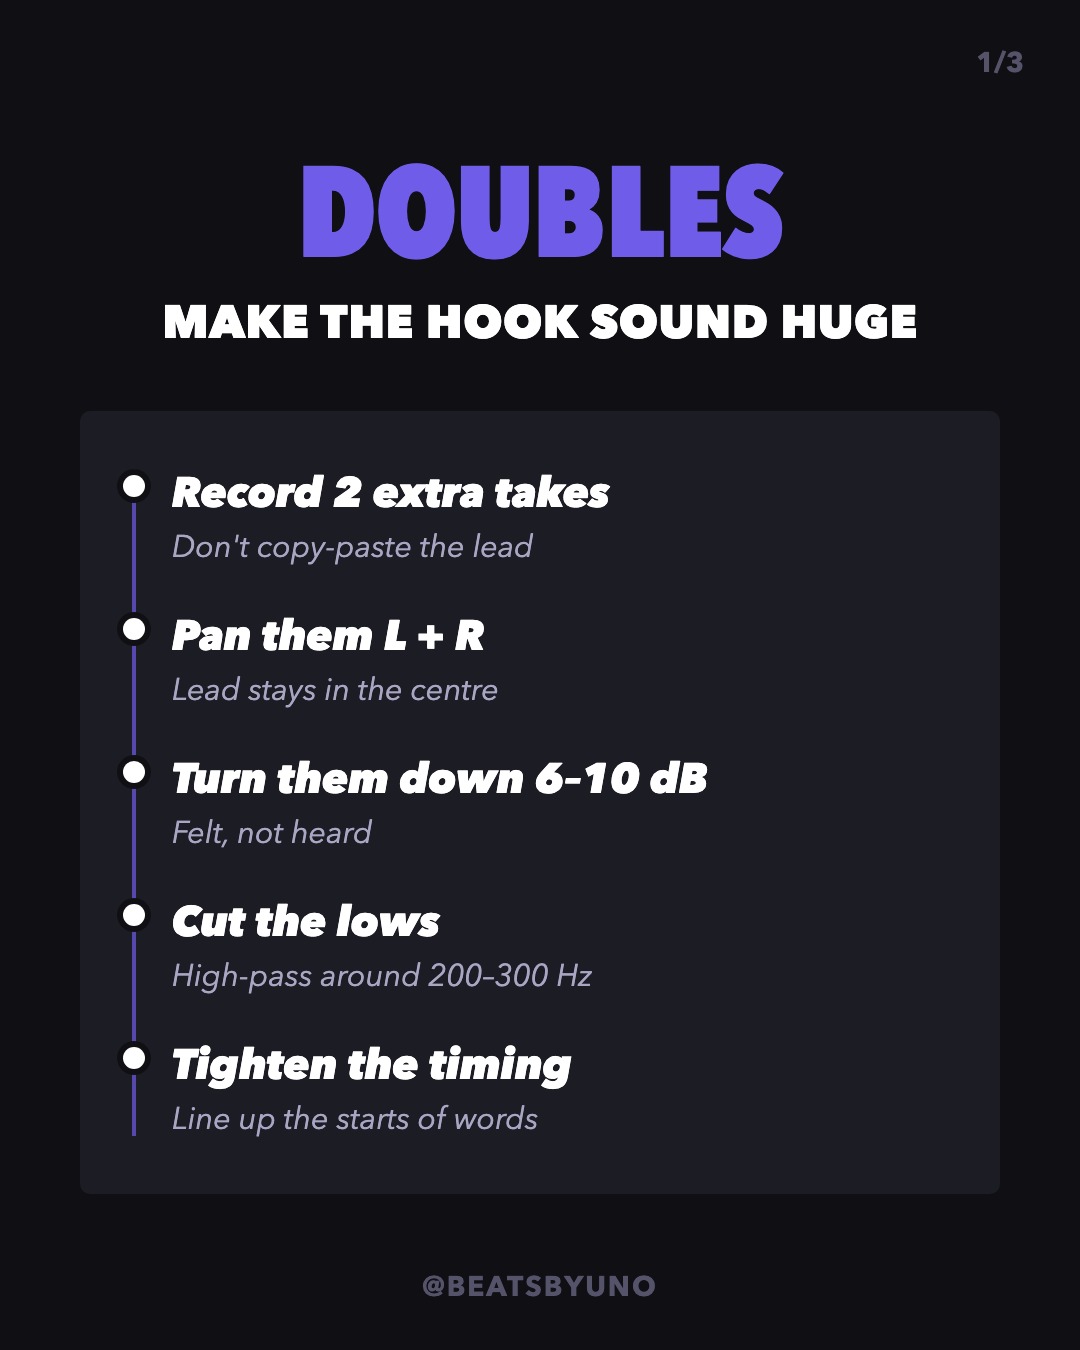 1/3
DOUBLES
MAKE THE HOOK SOUND HUGE
Record 2 extra takes
Don't copy-paste the lead
Pan them L + R
Lead stays in the centre
Turn them down 6–10 dB
Felt, not heard
Cut the lows
High-pass around 200–300 Hz
Tighten the timing
Line up the starts of words
@BEATSBYUNO